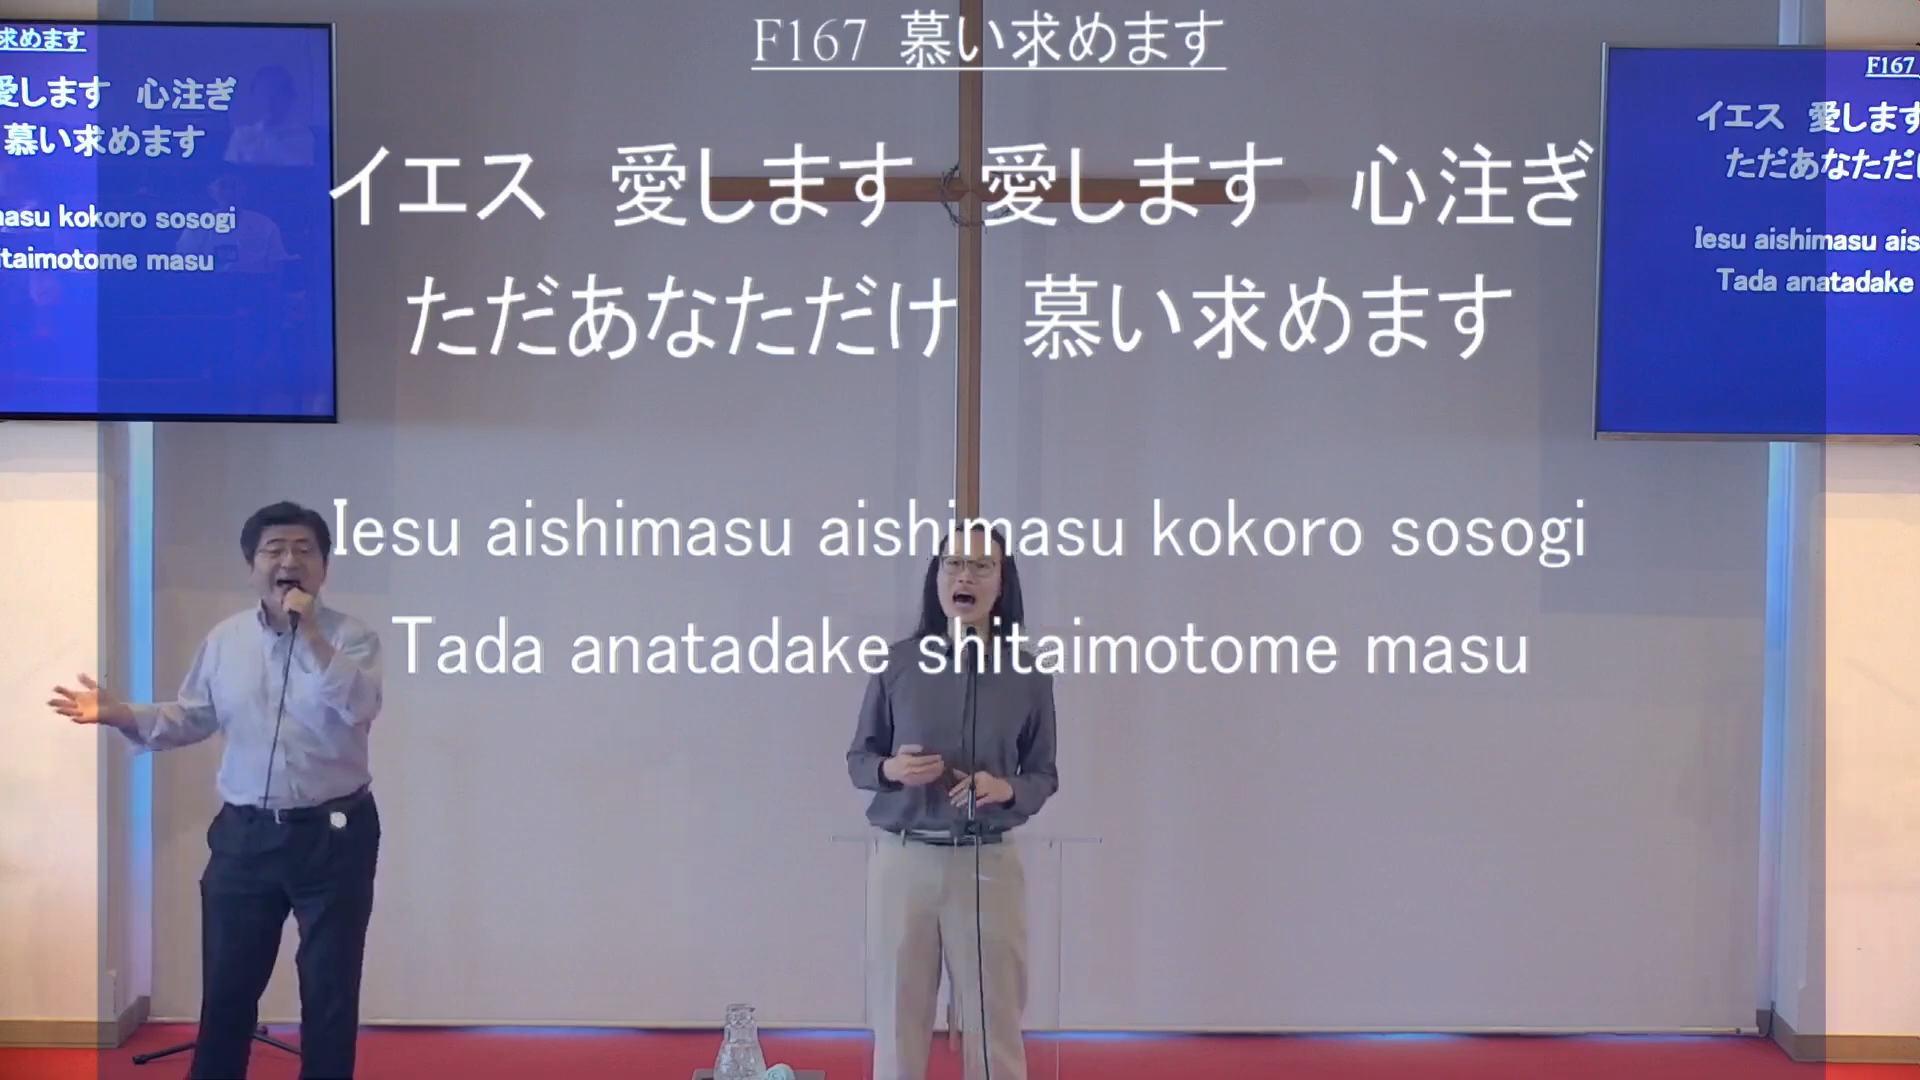 F167 慕い求めます
イエス 愛します 愛します 心注ぎ
ただあなただけ 慕い求めます
Iesu aishimasu aishimasu kokoro sosogi
Tada anatadake shitaimotome masu
求めます
愛します 心注ぎ
慕い求めます
masu kokoro sosogi
itaimotome masu
F167
イエス 愛します
ただあなただけ
Iesu aishimasu ais
Tada anatadake